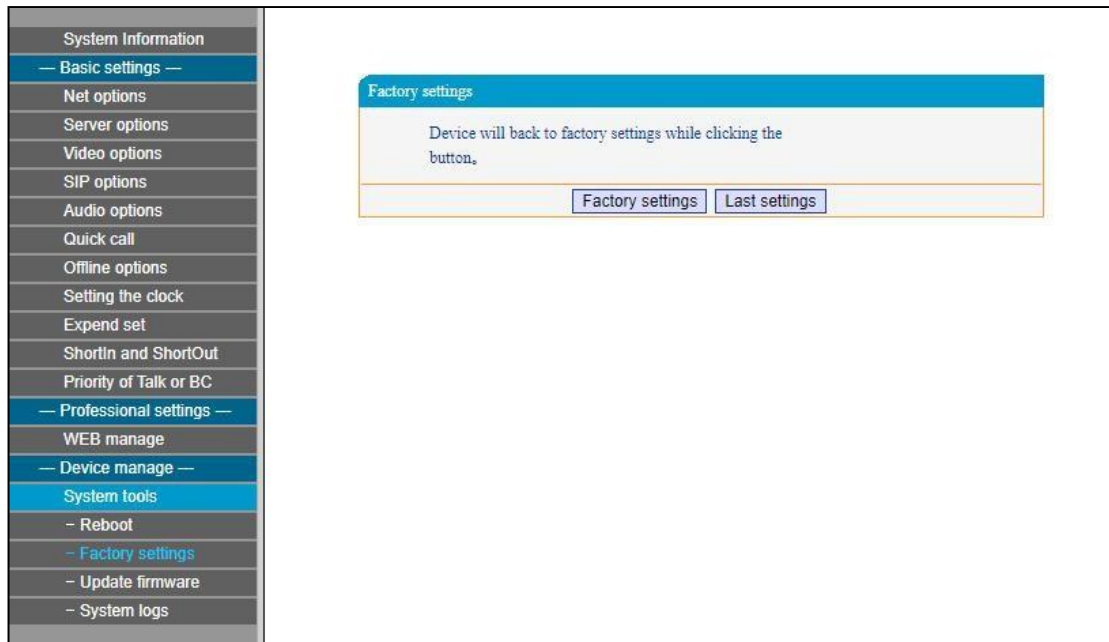 System Information
— Basic settings —
Net options
Server options
Video options
SIP options
Audio options
Quick call
Offline options
Setting the clock
Expend set
ShortIn and ShortOut
Priority of Talk or BC
— Professional settings —
WEB manage
— Device manage —
System tools
− Reboot
− Factory settings
− Update firmware
− System logs
Factory settings
Device will back to factory settings while clicking the
button。
Factory settings Last settings